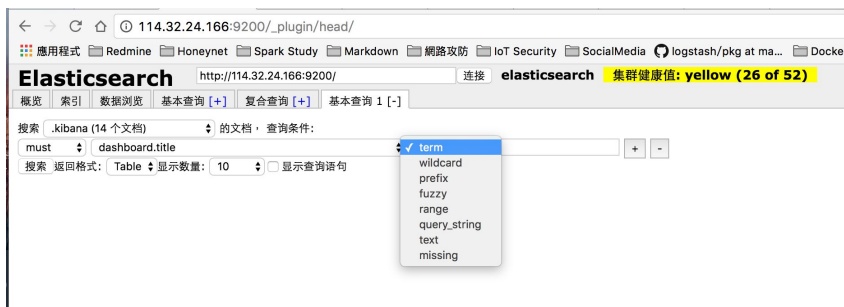 114.32.24.166:9200/_plugin/head/
應用程式 Redmine Honeynet Spark Study Markdown 網路攻防 IoT Security SocialMedia logstash/pkg at ma... Docke
Elasticsearch http://114.32.24.166:9200/ 连接 elasticsearch 集群健康值: yellow (26 of 52)
概览 索引 数据浏览 基本查询 [+] 复合查询 [+] 基本查询 1 [-]
搜索 .kibana (14 个文档) 的文档， 查询条件:
must dashboard.title ✓ term + -
搜索 返回格式: Table 显示数量: 10 显示查询语句
wildcard
prefix
fuzzy
range
query_string
text
missing